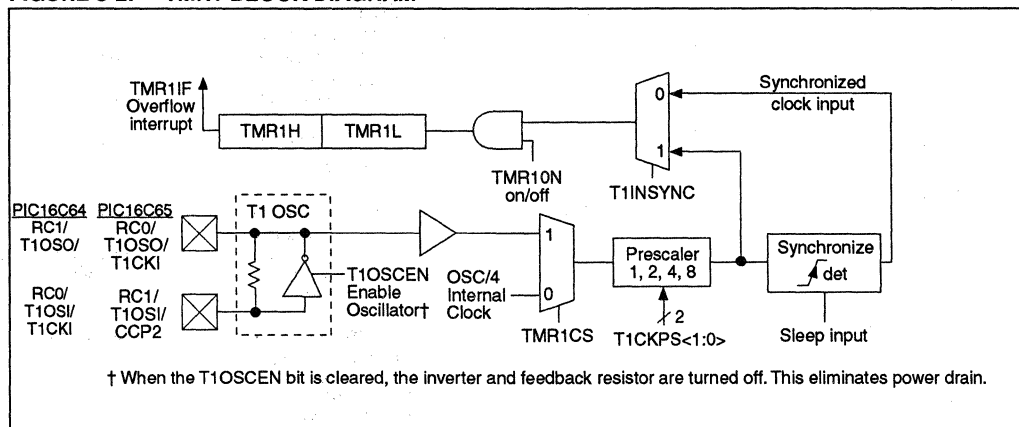 TMR1IF
Overflow
interrupt
TMR1H TMR1L
TMR10N
on/off
0
1
T1INSYNC
Synchronized
clock input
PIC16C64 PIC16C65
RC1/
T1OSO/
RC0/
T1OSO/
T1CKI
RC0/
T1OSI/
T1CKI
RC1/
T1OSI/
CCP2
T1 OSC
T1OSCEN
Enable
Oscillator†
OSC/4
Internal
Clock
1
0
TMR1CS
Prescaler
1, 2, 4, 8
2
T1CKPS<1:0>
Synchronize
det
Sleep input
† When the T1OSCEN bit is cleared, the inverter and feedback resistor are turned off. This eliminates power drain.